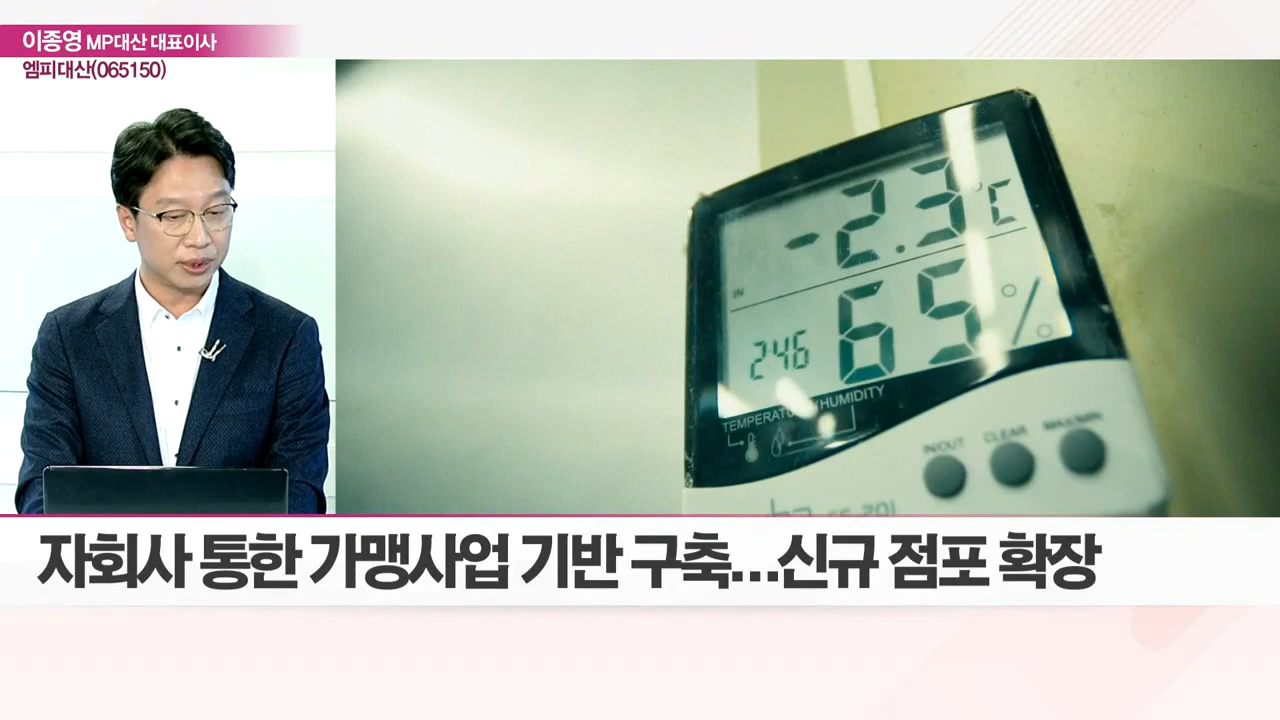 이종영 MP대산 대표이사
엠피대산(065150)
-2.3°C
IN
2:46
65%
TEMPERATURE/HUMIDITY
IN/OUT CLEAR MAX/MIN
자회사 통한 가맹사업 기반 구축...신규 점포 확장